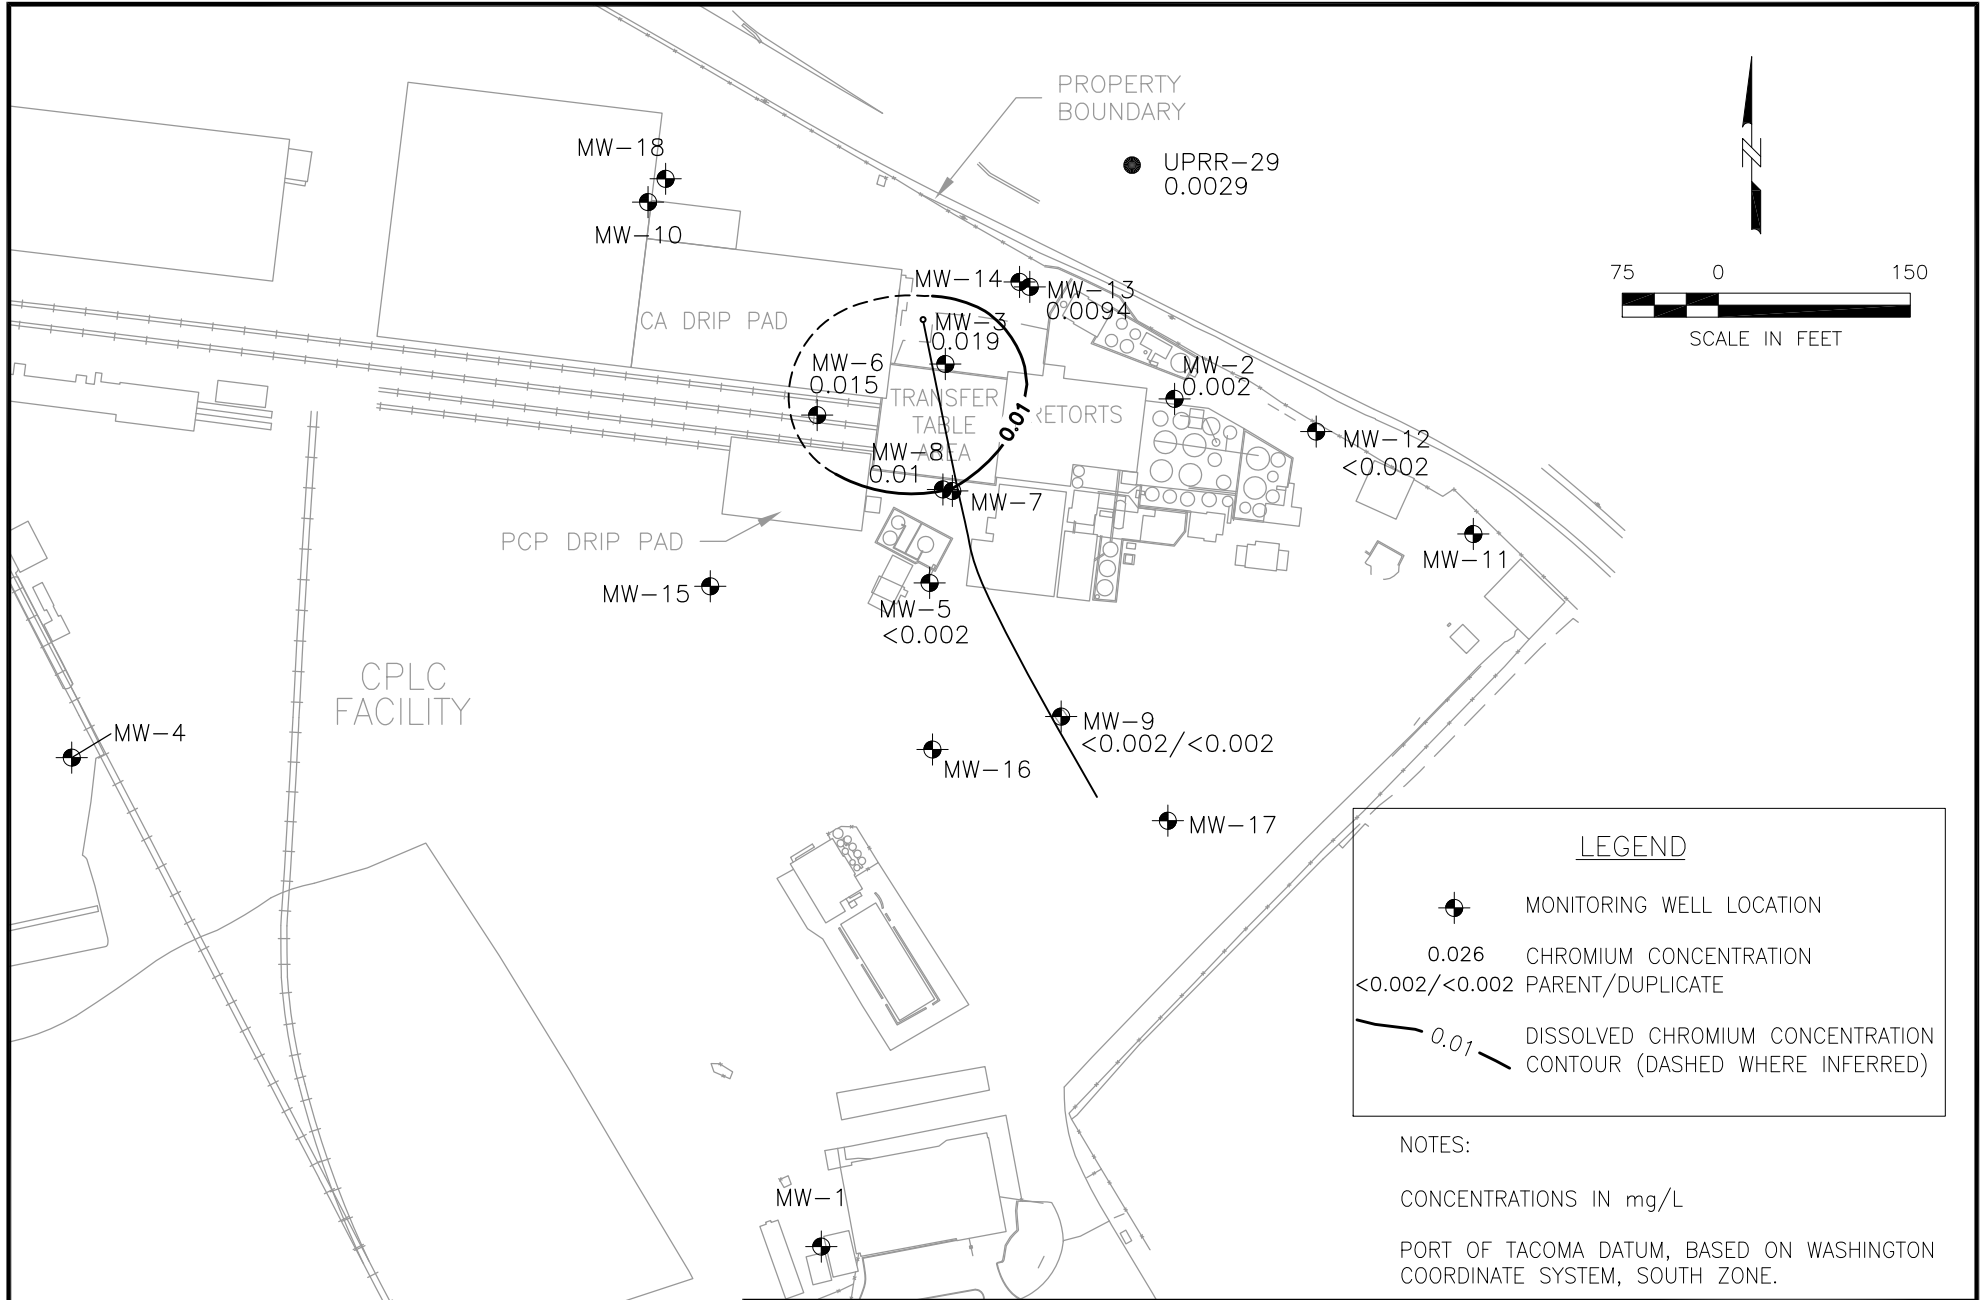 PROPERTY
BOUNDARY
MW-18
UPRR-29
0.0029
MW-10
75 0 150
SCALE IN FEET
MW-14
MW-13
0.0094
CA DRIP PAD
MW-3
0.019
MW-6
0.015
MW-2
0.002
TRANSFER
TABLE
AREA
RETORTS
0.01
MW-12
<0.002
MW-8
0.01
MW-7
PCP DRIP PAD
MW-11
MW-15
MW-5
<0.002
CPLC
FACILITY
MW-4
MW-9
<0.002/<0.002
MW-16
MW-17
MW-1
N
LEGEND
MONITORING WELL LOCATION
0.026 CHROMIUM CONCENTRATION
<0.002/<0.002 PARENT/DUPLICATE
0.01 DISSOLVED CHROMIUM CONCENTRATION
CONTOUR (DASHED WHERE INFERRED)
NOTES:
CONCENTRATIONS IN mg/L
PORT OF TACOMA DATUM, BASED ON WASHINGTON
COORDINATE SYSTEM, SOUTH ZONE.